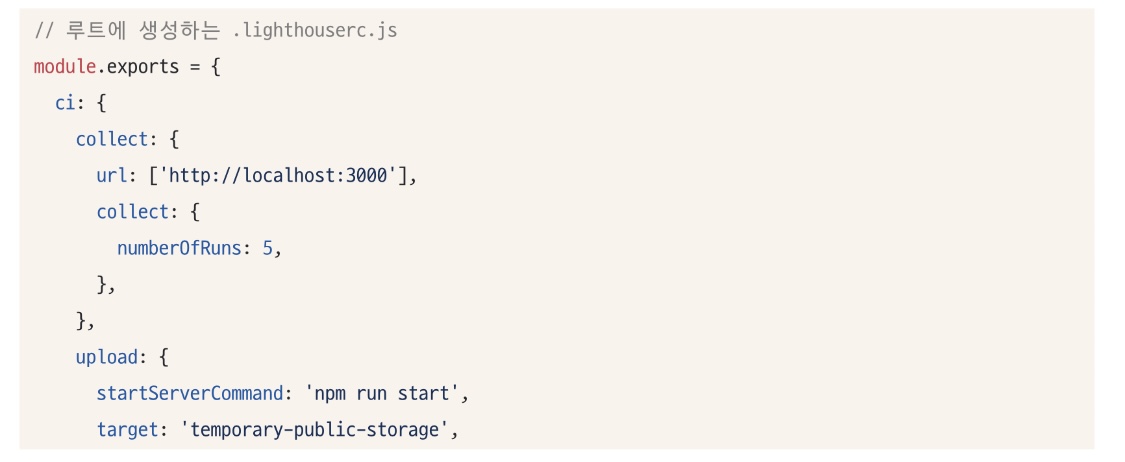 // 루트에 생성하는 .lighthouserc.js
module.exports = {
  ci: {
    collect: {
      url: ['http://localhost:3000'],
      collect: {
        numberOfRuns: 5,
      },
    },
    upload: {
      startServerCommand: 'npm run start',
      target: 'temporary-public-storage',